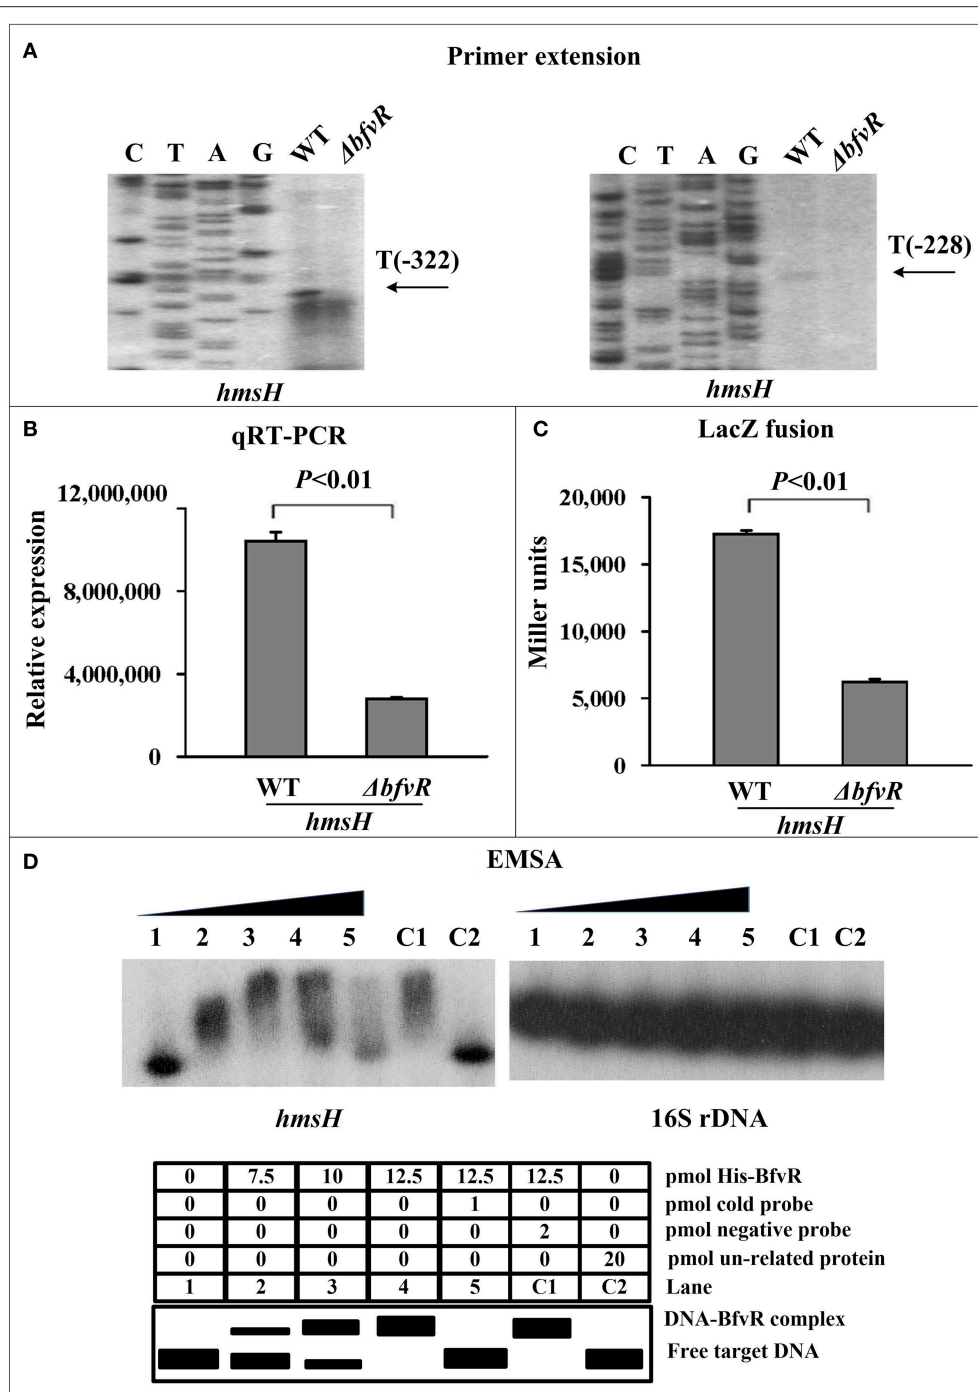 A
Primer extension
C T A G WT ΔbfvR
T(-322)
hmsH
C T A G WT ΔbfvR
T(-228)
hmsH
B
qRT-PCR
P<0.01
Relative expression
12,000,000
8,000,000
4,000,000
0
WT ΔbfvR
hmsH
C
LacZ fusion
P<0.01
Miller units
20,000
15,000
10,000
5,000
0
WT ΔbfvR
hmsH
D
EMSA
1 2 3 4 5 C1 C2
hmsH
1 2 3 4 5 C1 C2
16S rDNA
0 7.5 10 12.5 12.5 12.5 0 pmol His-BfvR
0 0 0 0 1 0 0 pmol cold probe
0 0 0 0 0 2 0 pmol negative probe
0 0 0 0 0 0 20 pmol un-related protein
1 2 3 4 5 C1 C2 Lane
DNA-BfvR complex
Free target DNA